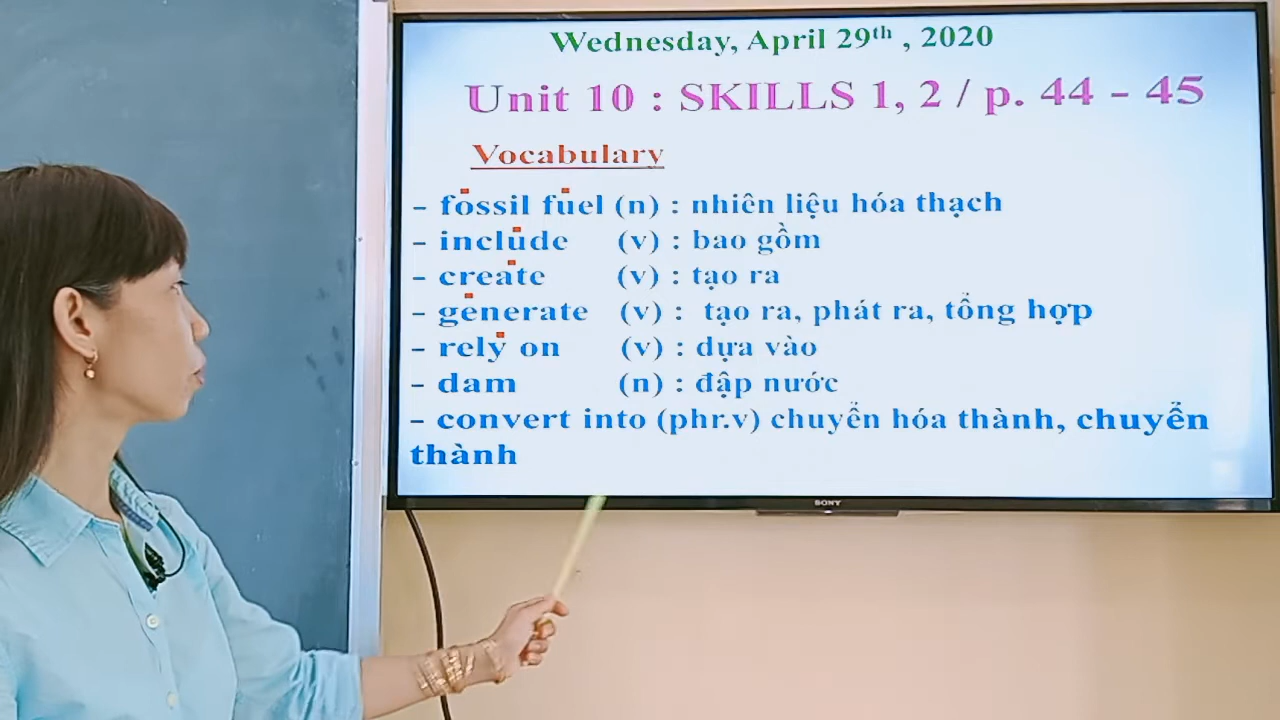 Wednesday, April 29th , 2020
Unit 10 : SKILLS 1, 2 / p. 44 - 45
Vocabulary
- fossil fuel (n) : nhiên liệu hóa thạch
- include (v) : bao gồm
- create (v) : tạo ra
- generate (v) : tạo ra, phát ra, tổng hợp
- rely on (v) : dựa vào
- dam (n) : đập nước
- convert into (phr.v) chuyển hóa thành, chuyển
thành
SONY